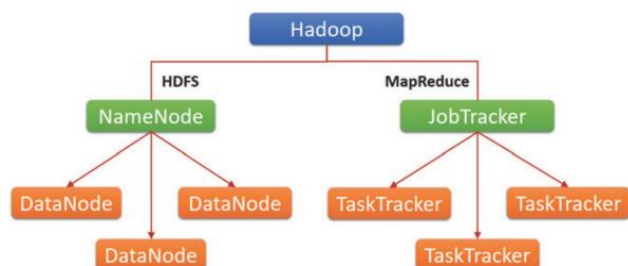 Hadoop
HDFS
MapReduce
NameNode
JobTracker
DataNode
DataNode
TaskTracker
TaskTracker
DataNode
TaskTracker